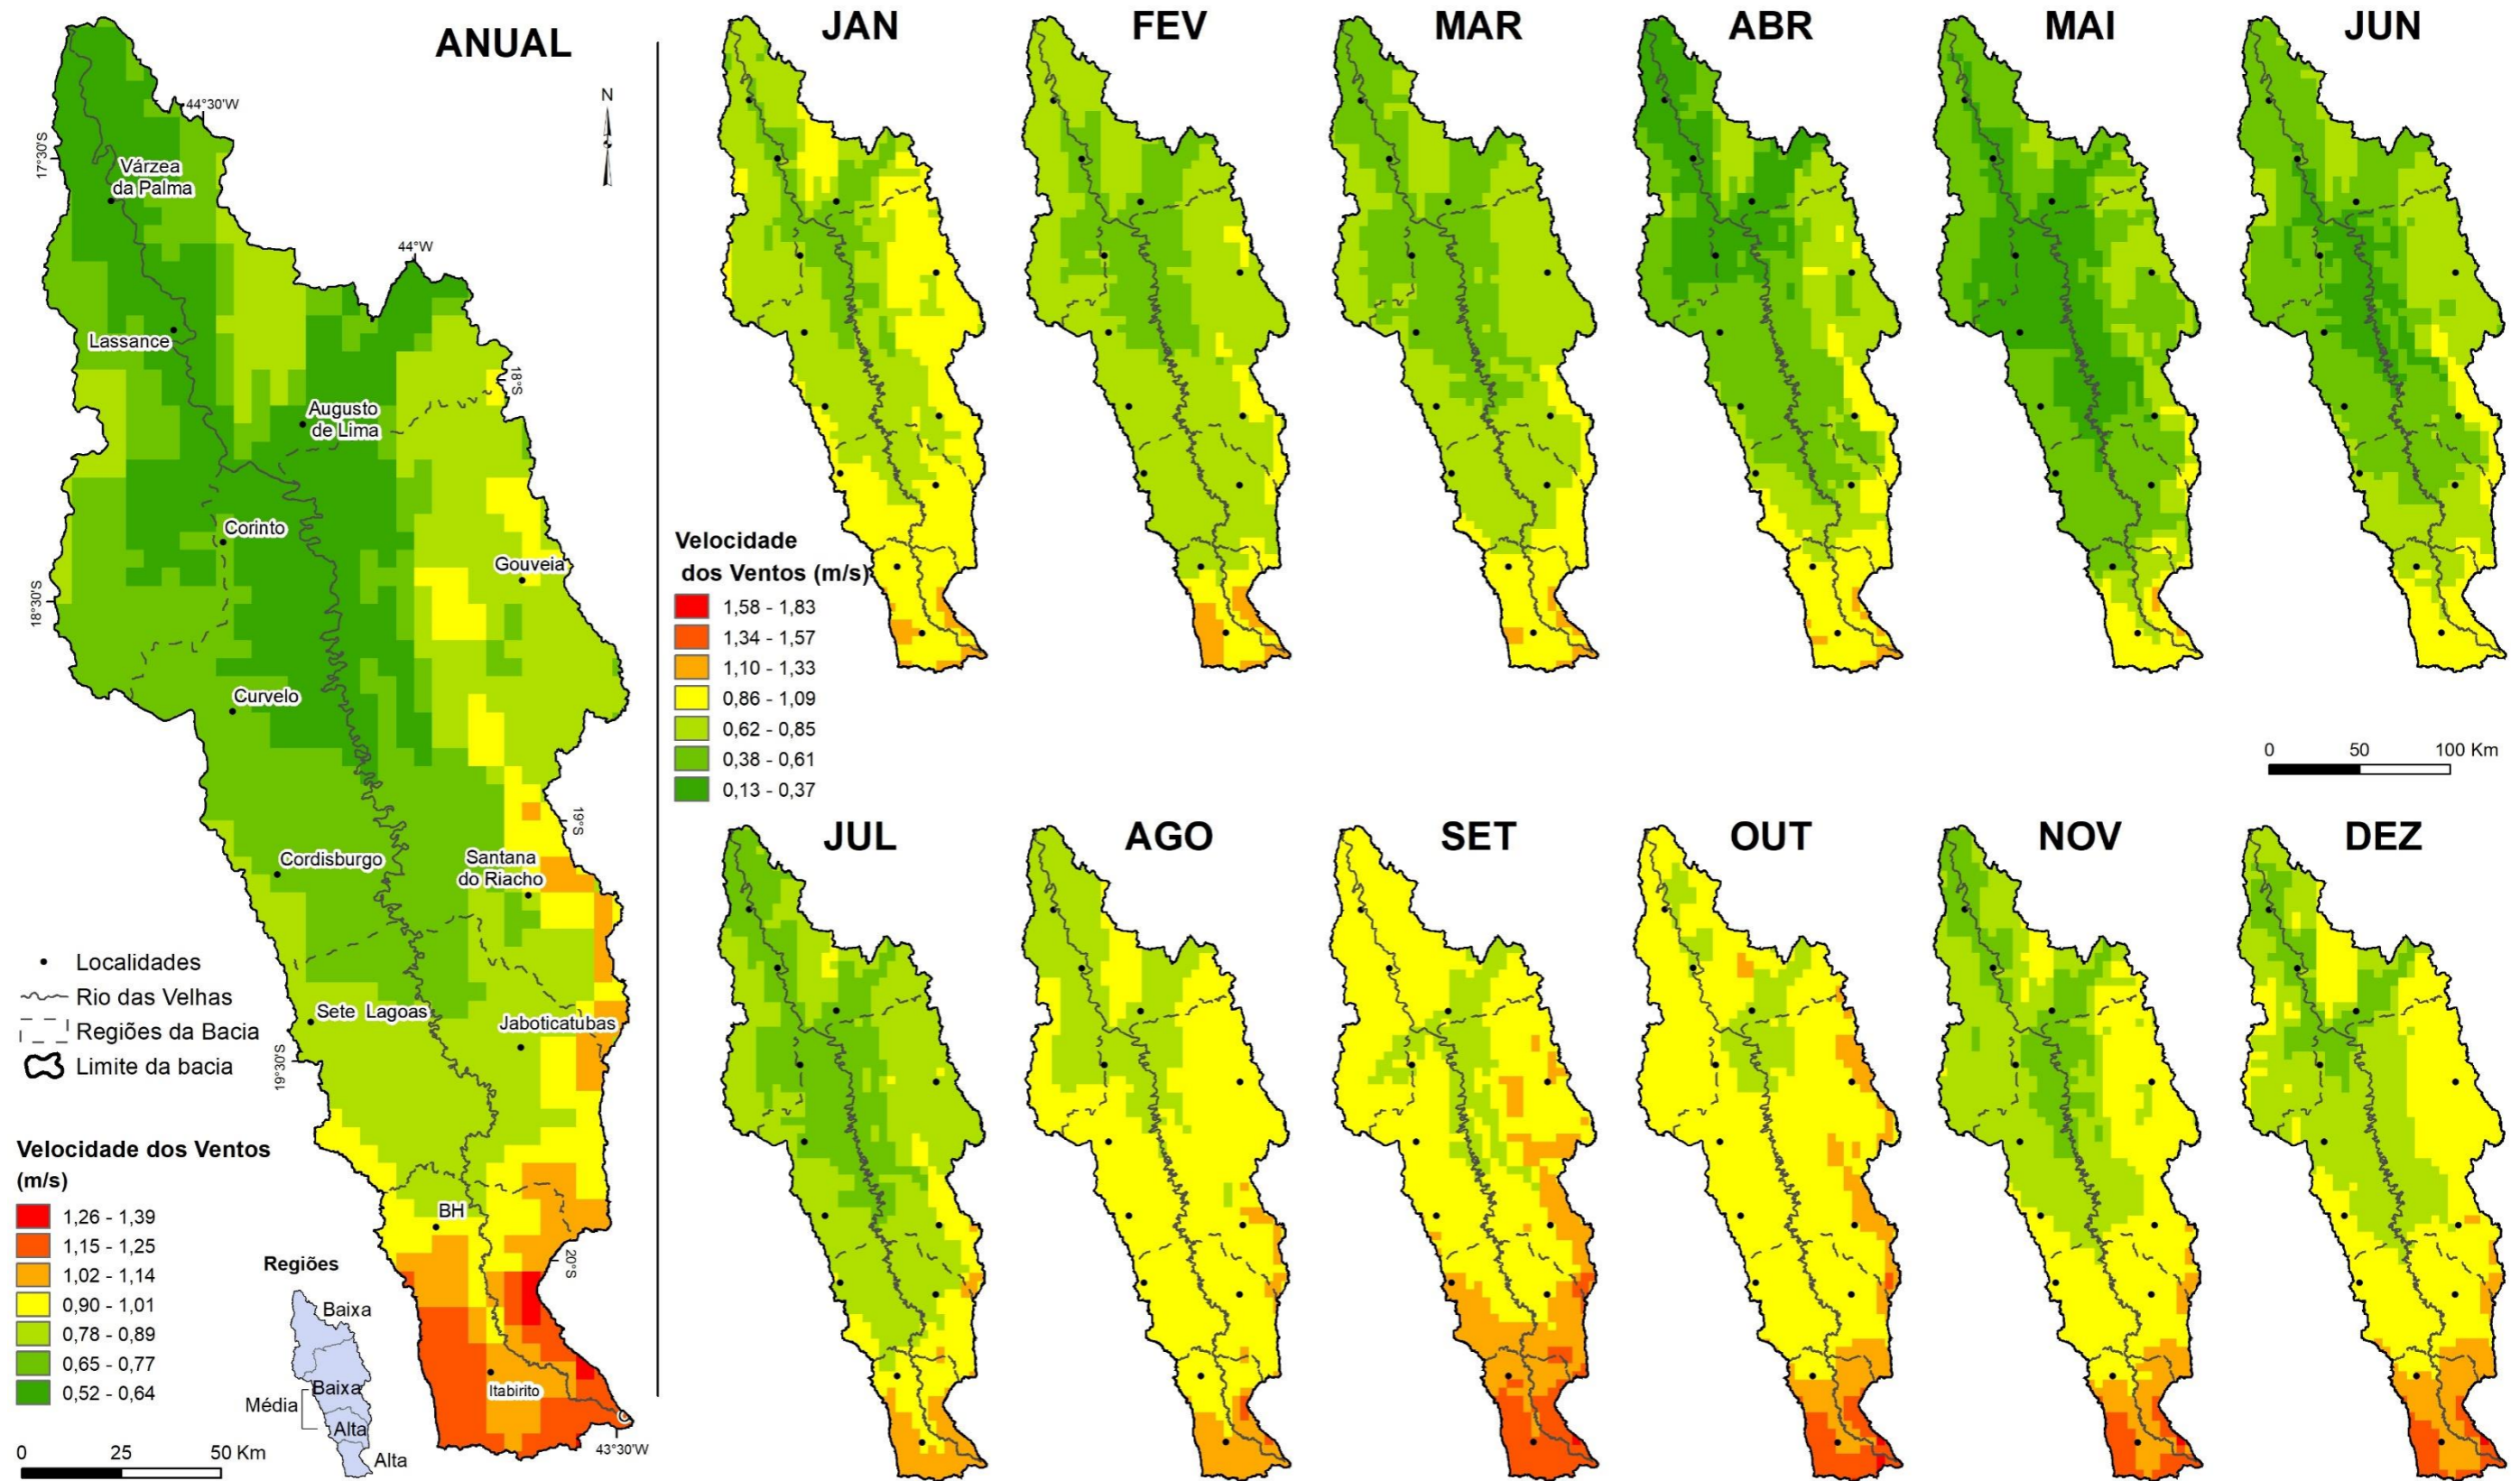 ANUAL
N
44°30'W
17°30'S
Várzea
da Palma
44°W
Lassance
18°S
Augusto
de Lima
Corinto
Gouveia
18°30'S
Curvelo
19°S
Cordisburgo
Santana
do Riacho
Sete Lagoas
Jaboticatubas
19°30'S
BH
20°S
Itabirito
43°30'W
Localidades
Rio das Velhas
Regiões da Bacia
Limite da bacia
Velocidade dos Ventos
(m/s)
1,26 - 1,39
1,15 - 1,25
1,02 - 1,14
0,90 - 1,01
0,78 - 0,89
0,65 - 0,77
0,52 - 0,64
0 25 50 Km
Regiões
Baixa
Baixa
Média
Alta
Alta
JAN
FEV
MAR
ABR
MAI
JUN
Velocidade
dos Ventos (m/s)
1,58 - 1,83
1,34 - 1,57
1,10 - 1,33
0,86 - 1,09
0,62 - 0,85
0,38 - 0,61
0,13 - 0,37
0 50 100 Km
JUL
AGO
SET
OUT
NOV
DEZ